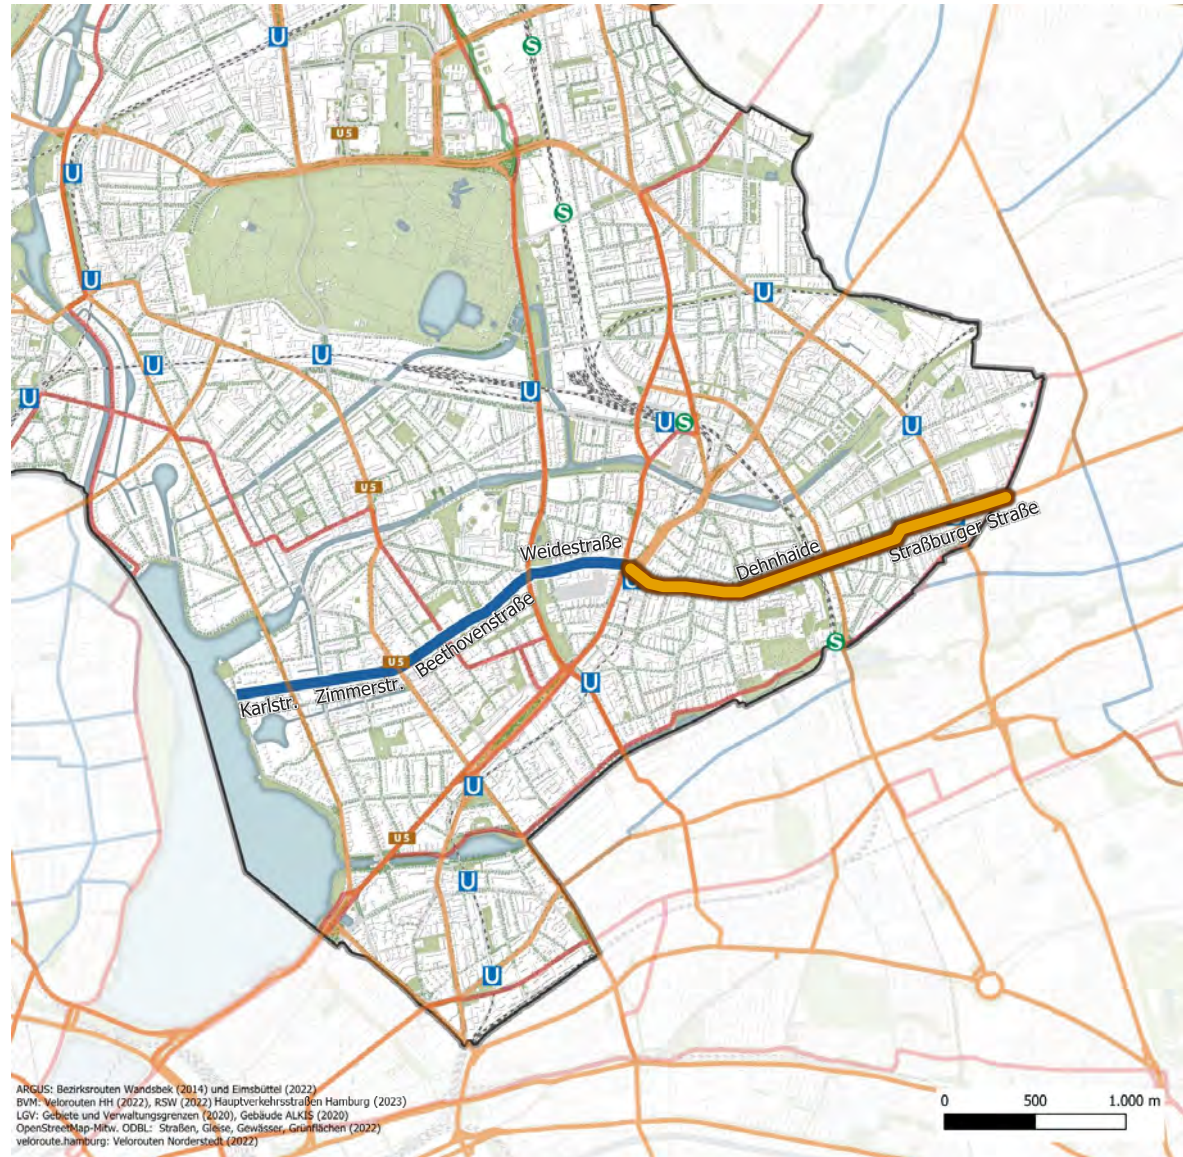 U
S
U5
U
S
U
U
U
U
U
U
U
S
U
U5
Weidestraße
Dehnhaide
Straßburger Straße
U
Beethovenstraße
U5
S
Karlstr.
Zimmerstr.
U
U
U5
U
U
ARGUS: Bezirksrouten Wandsbek (2014) und Eimsbüttel (2022)
BVM: Velorouten HH (2022), RSW (2022) Hauptverkehrsstraßen Hamburg (2023)
LGV: Gebiete und Verwaltungsgrenzen (2020), Gebäude ALKIS (2020)
OpenStreetMap-Mitw. ODBL: Straßen, Gleise, Gewässer, Grünflächen (2022)
veloroute.hamburg: Velorouten Norderstedt (2022)
0 500 1.000 m